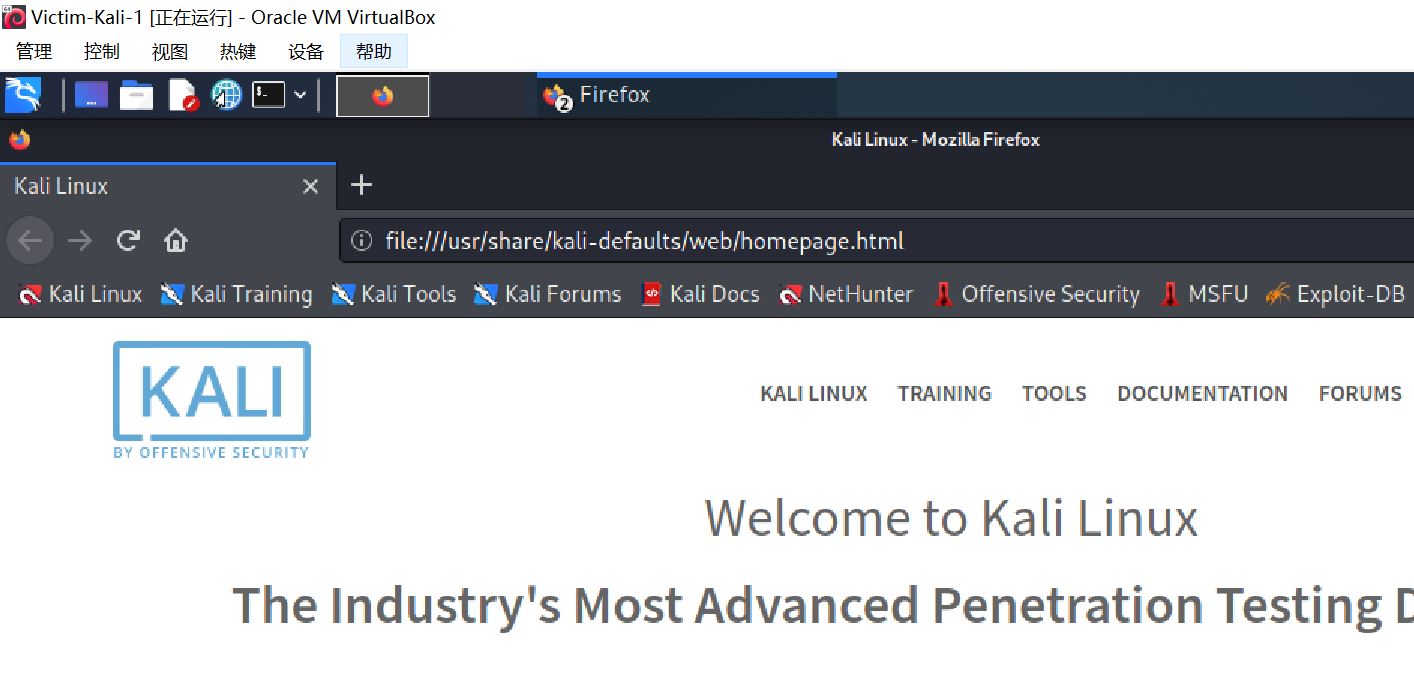 Victim-Kali-1 [正在运行] - Oracle VM VirtualBox
管理 控制 视图 热键 设备 帮助
2 Firefox
Kali Linux - Mozilla Firefox
Kali Linux
file:///usr/share/kali-defaults/web/homepage.html
Kali Linux Kali Training Kali Tools Kali Forums Kali Docs NetHunter Offensive Security MSFU Exploit-DB
KALI
BY OFFENSIVE SECURITY
KALI LINUX TRAINING TOOLS DOCUMENTATION FORUMS
Welcome to Kali Linux
The Industry's Most Advanced Penetration Testing D